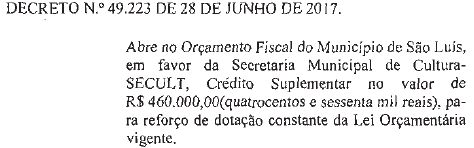 DECRETO N.º 49.223 DE 28 DE JUNHO DE 2017.
Abre no Orçamento Fiscal do Município de São Luís,
em favor da Secretaria Municipal de Cultura-
SECULT, Crédito Suplementar no valor de
R$ 460.000,00(quatrocentos e sessenta mil reais), pa-
ra reforço de dotação constante da Lei Orçamentária
vigente.